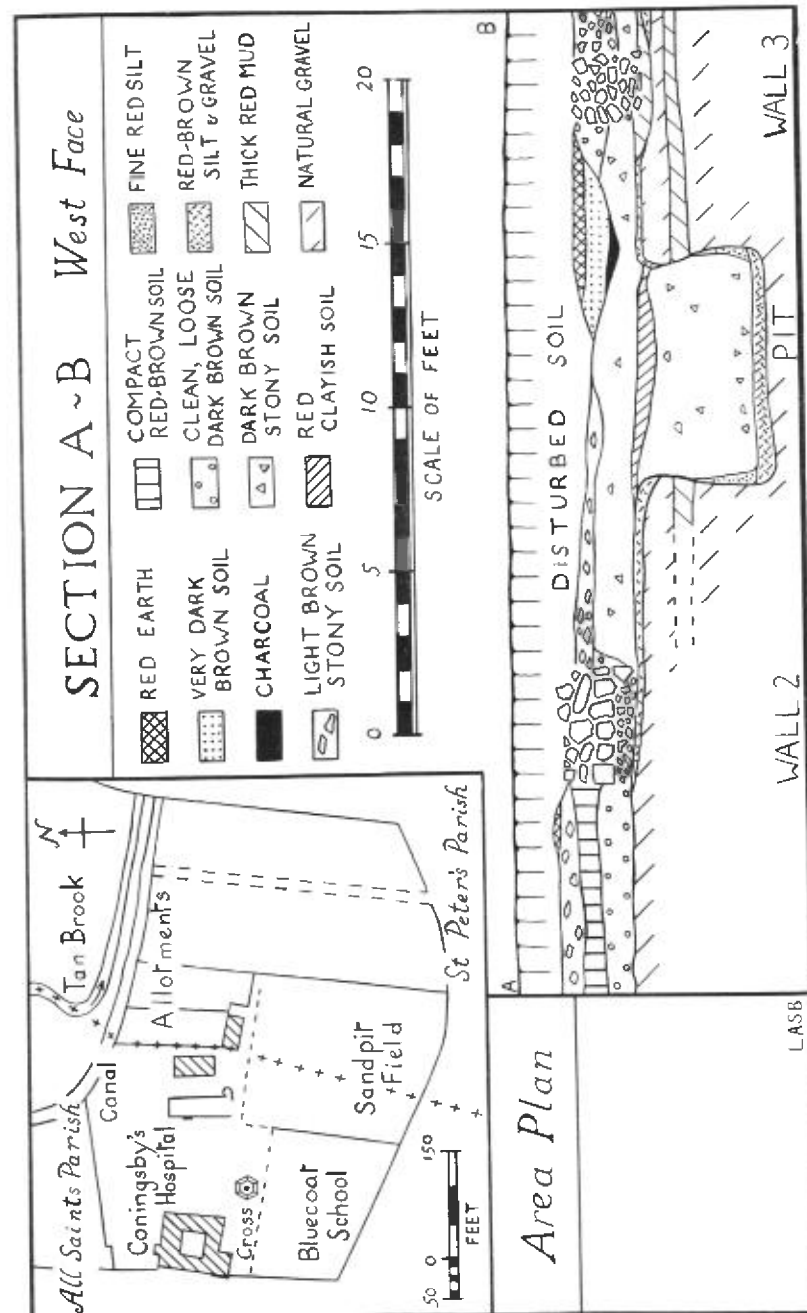 SECTION A~B West Face
RED EARTH
VERY DARK
BROWN SOIL
CHARCOAL
LIGHT BROWN
STONY SOIL
COMPACT
RED-BROWN SOIL
CLEAN, LOOSE
DARK BROWN SOIL
DARK BROWN
STONY SOIL
RED
CLAYISH SOIL
FINE RED SILT
RED-BROWN
SILT & GRAVEL
THICK RED MUD
NATURAL GRAVEL
0 5 10 15 20
SCALE OF FEET
A
B
DISTURBED SOIL
WALL 2
PIT
WALL 3
All Saints Parish
Tan Brook
N
Canal
Allotments
Coningsby's
Hospital
Cross
Bluecoat
School
Sandpit
Field
St Peter's Parish
50 0 150
FEET
Area Plan
LASB